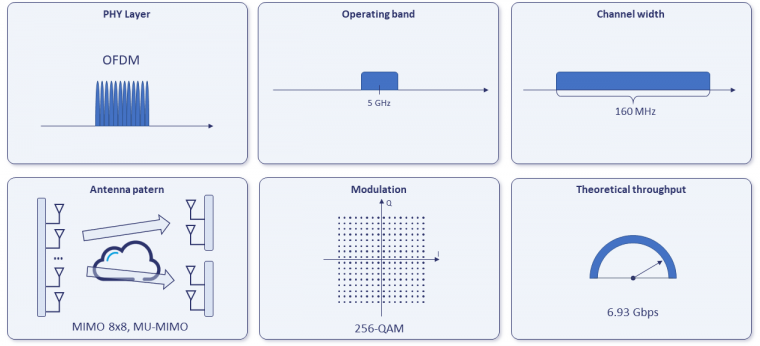 PHY Layer
OFDM
Operating band
5 GHz
Channel width
160 MHz
Antenna patern
...
MIMO 8x8, MU-MIMO
Modulation
Q
I
256-QAM
Theoretical throughput
6.93 Gbps